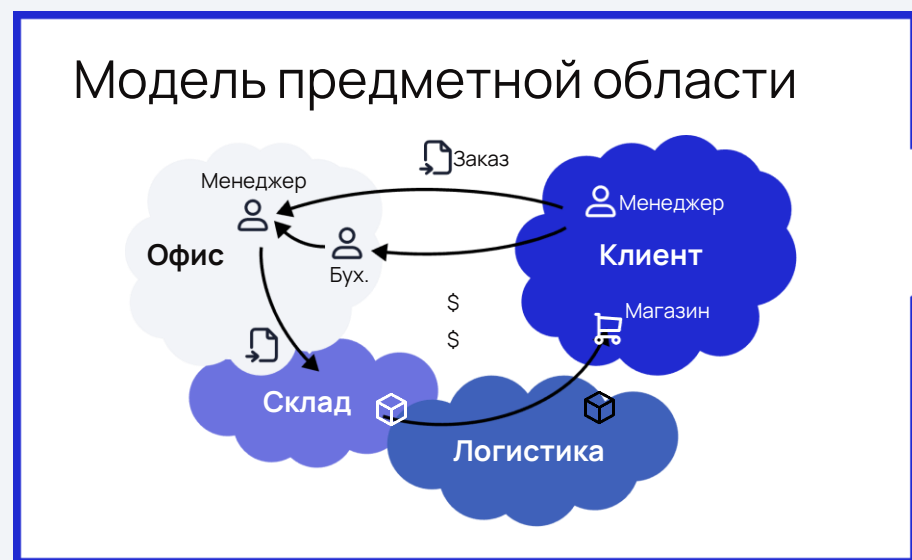 Модель предметной области
Заказ
Менеджер
Менеджер
Офис
Клиент
Бух.
$
Магазин
$
Склад
Логистика